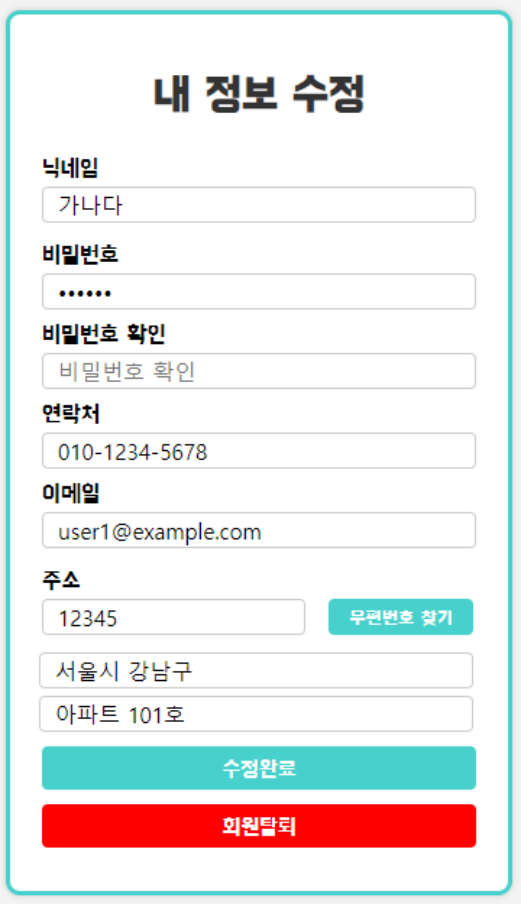 내 정보 수정
닉네임
가나다
비밀번호
••••••
비밀번호 확인
비밀번호 확인
연락처
010-1234-5678
이메일
user1@example.com
주소
12345 우편번호 찾기
서울시 강남구
아파트 101호
수정완료
회원탈퇴